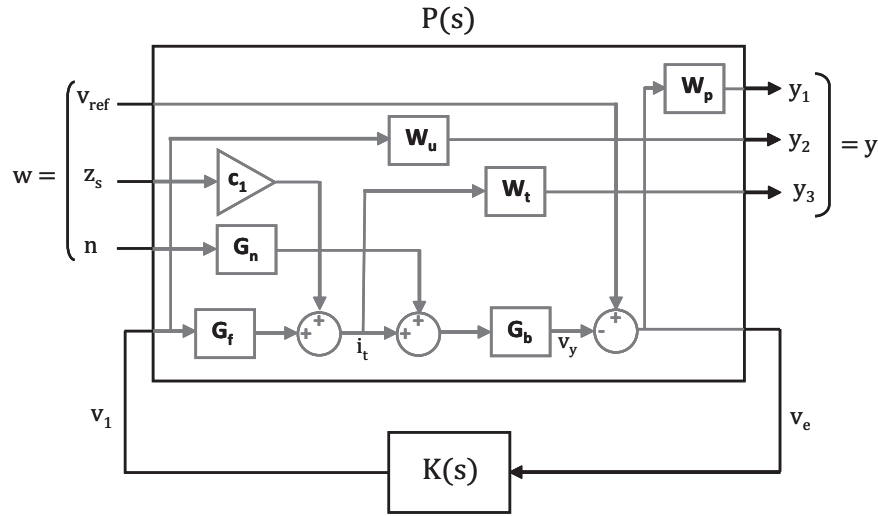 P(s)
w =
v_ref
z_s
n
c_1
G_n
G_f
W_u
W_t
W_p
+
+
i_t
+
+
G_b
v_y
-
+
y_1
y_2
y_3
= y
v_1
K(s)
v_e